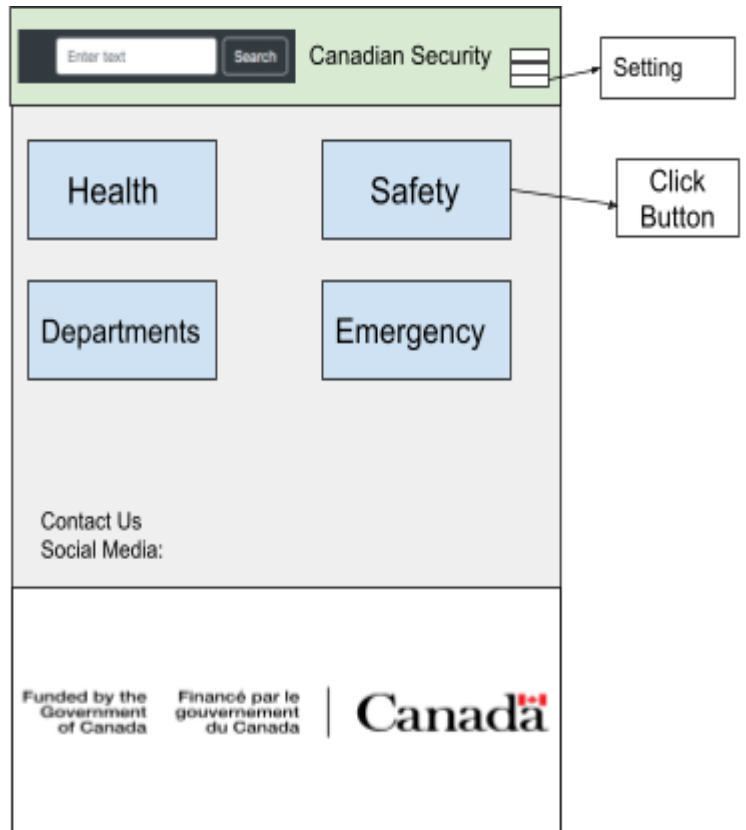 Enter text
Search
Canadian Security
Setting
Health
Safety
Click
Button
Departments
Emergency
Contact Us
Social Media:
Funded by the
Government
of Canada
Financé par le
gouvernement
du Canada
Canada